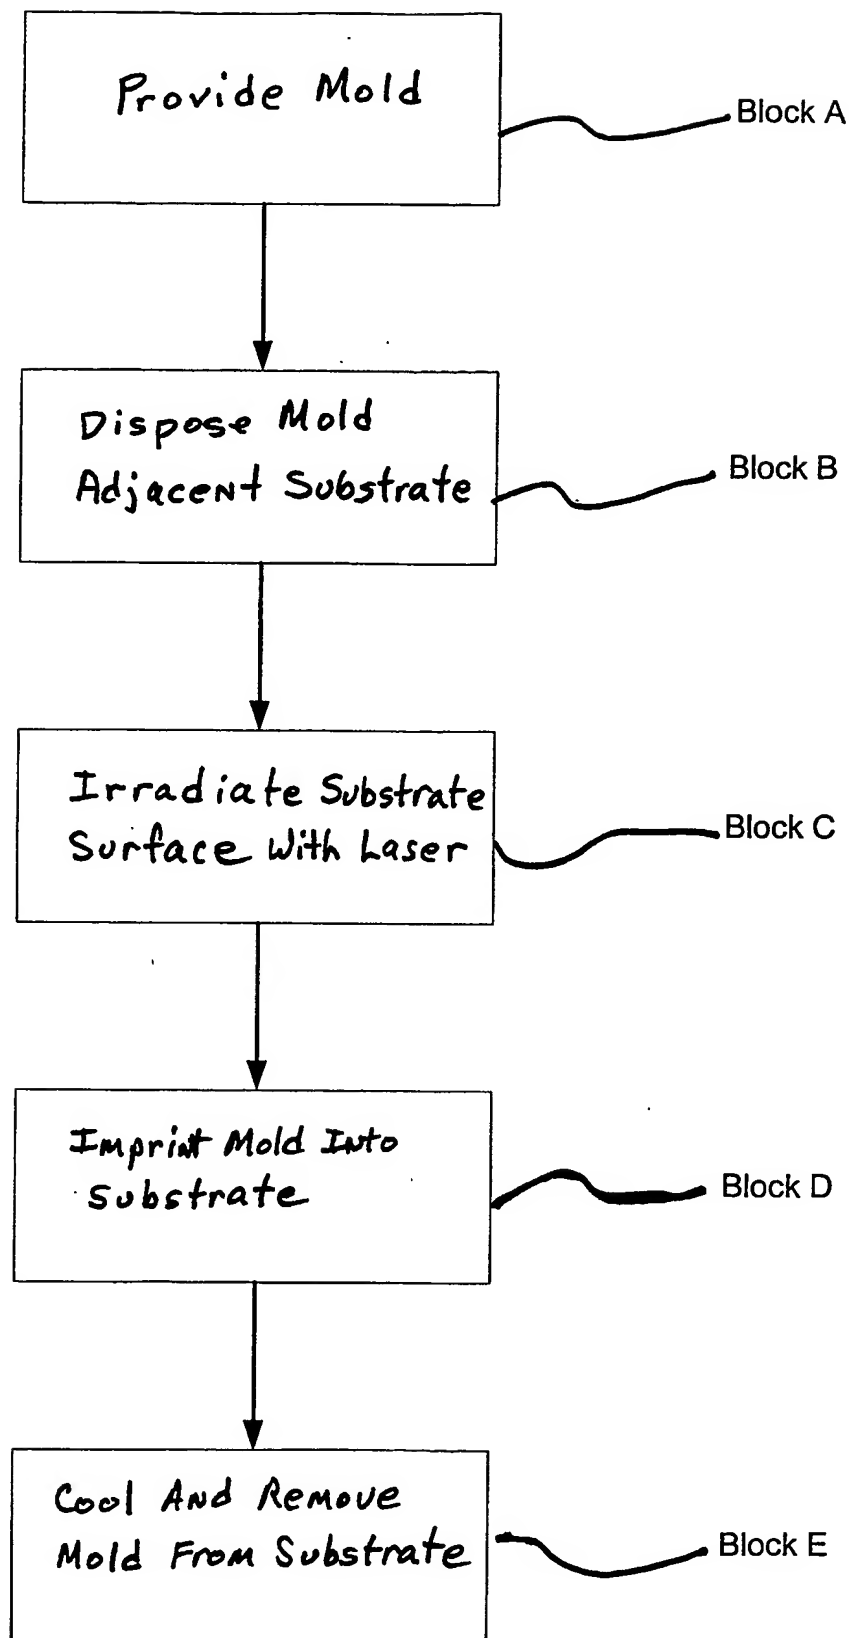 Provide Mold
Block A
Dispose Mold
Adjacent Substrate
Block B
Irradiate Substrate
Surface With Laser
Block C
Imprint Mold Into
Substrate
Block D
Cool And Remove
Mold From Substrate
Block E